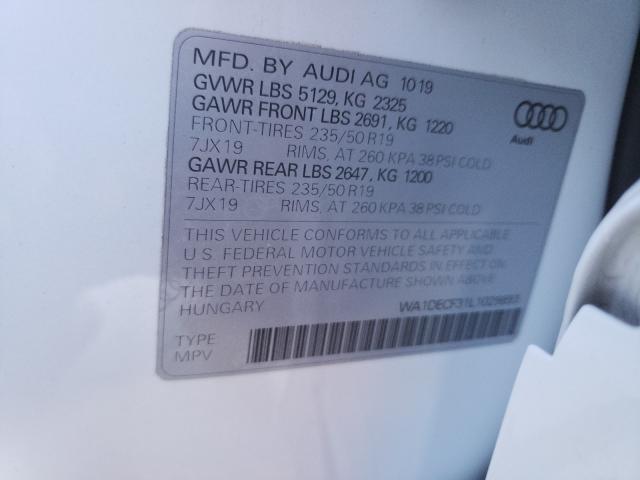 MFD. BY AUDI AG 10 19
GVWR LBS 5129, KG 2325
GAWR FRONT LBS 2691, KG 1220
FRONT-TIRES 235/50 R19
7JX19 RIMS, AT 260 KPA 38 PSI COLD
GAWR REAR LBS 2647, KG 1200
REAR-TIRES 235/50 R19
7JX19 RIMS, AT 260 KPA 38 PSI COLD
Audi
THIS VEHICLE CONFORMS TO ALL APPLICABLE
U.S. FEDERAL MOTOR VEHICLE SAFETY AND
THEFT PREVENTION STANDARDS IN EFFECT ON
THE DATE OF MANUFACTURE SHOWN ABOVE
HUNGARY
TYPE
MPV